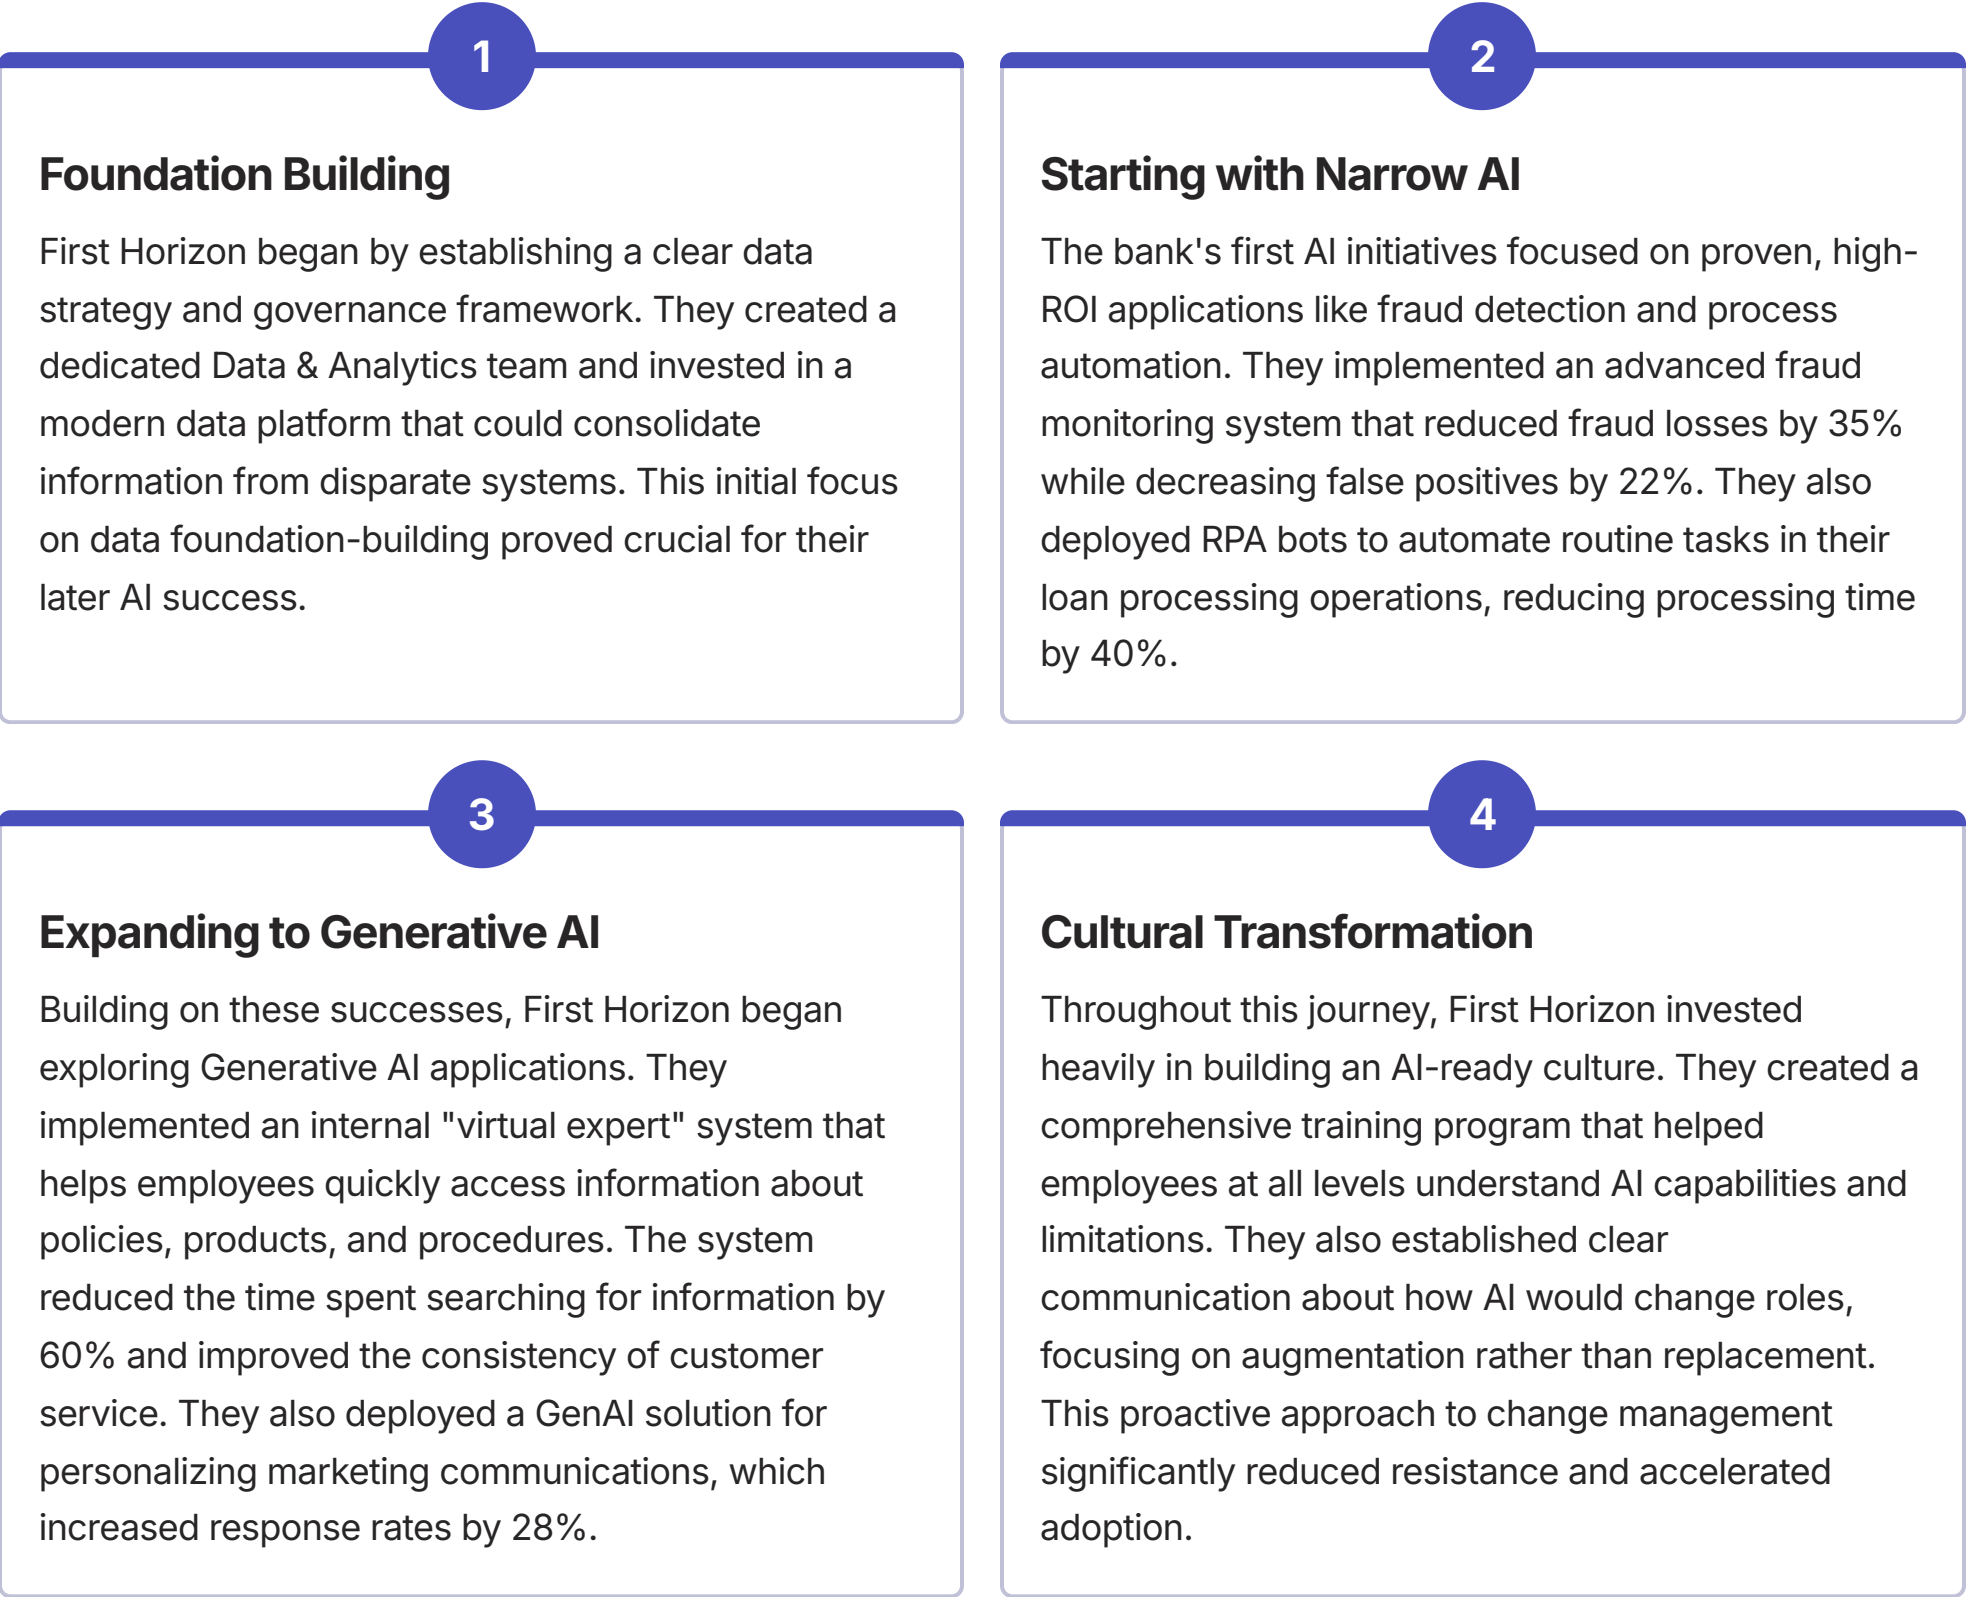 1
Foundation Building
First Horizon began by establishing a clear data
strategy and governance framework. They created a
dedicated Data & Analytics team and invested in a
modern data platform that could consolidate
information from disparate systems. This initial focus
on data foundation-building proved crucial for their
later AI success.
2
Starting with Narrow AI
The bank's first AI initiatives focused on proven, high-
ROI applications like fraud detection and process
automation. They implemented an advanced fraud
monitoring system that reduced fraud losses by 35%
while decreasing false positives by 22%. They also
deployed RPA bots to automate routine tasks in their
loan processing operations, reducing processing time
by 40%.
3
Expanding to Generative AI
Building on these successes, First Horizon began
exploring Generative AI applications. They
implemented an internal "virtual expert" system that
helps employees quickly access information about
policies, products, and procedures. The system
reduced the time spent searching for information by
60% and improved the consistency of customer
service. They also deployed a GenAI solution for
personalizing marketing communications, which
increased response rates by 28%.
4
Cultural Transformation
Throughout this journey, First Horizon invested
heavily in building an AI-ready culture. They created a
comprehensive training program that helped
employees at all levels understand AI capabilities and
limitations. They also established clear
communication about how AI would change roles,
focusing on augmentation rather than replacement.
This proactive approach to change management
significantly reduced resistance and accelerated
adoption.